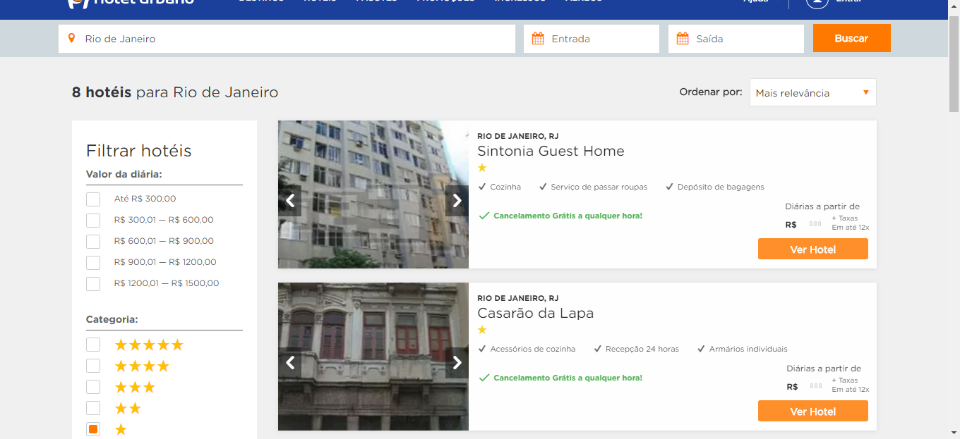 Hotel Urbano
Rio de Janeiro
Entrada
Saída
Buscar
8 hotéis para Rio de Janeiro
Ordenar por:
Mais relevância
Filtrar hotéis
Valor da diária:
Até R$ 300,00
R$ 300,01 — R$ 600,00
R$ 600,01 — R$ 900,00
R$ 900,01 — R$ 1200,00
R$ 1200,01 — R$ 1500,00
Categoria:
RIO DE JANEIRO, RJ
Sintonia Guest Home
Cozinha
Serviço de passar roupas
Depósito de bagagens
Cancelamento Grátis a qualquer hora!
Diárias a partir de
R$
+ Taxas
Em até 12x
Ver Hotel
RIO DE JANEIRO, RJ
Casarão da Lapa
Acessórios de cozinha
Recepção 24 horas
Armários individuais
Cancelamento Grátis a qualquer hora!
Diárias a partir de
R$
+ Taxas
Em até 12x
Ver Hotel